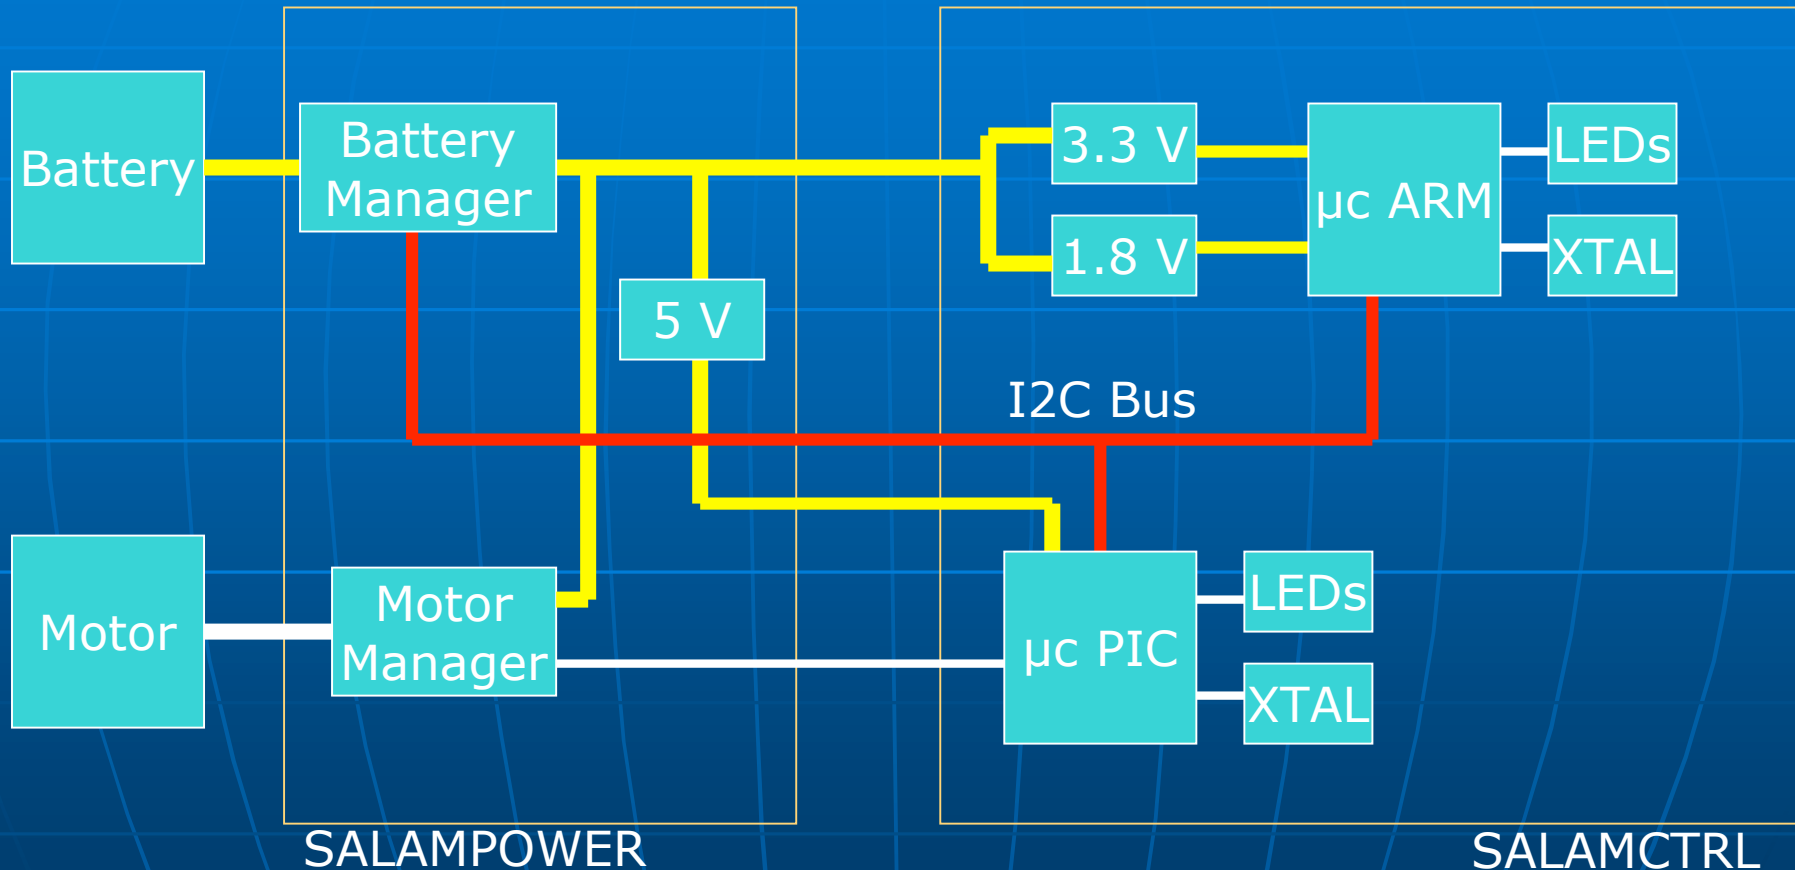 Battery
Battery
Manager
3.3 V
1.8 V
µc ARM
LEDs
XTAL
5 V
I2C Bus
Motor
Motor
Manager
µc PIC
LEDs
XTAL
SALAMPOWER
SALAMCTRL